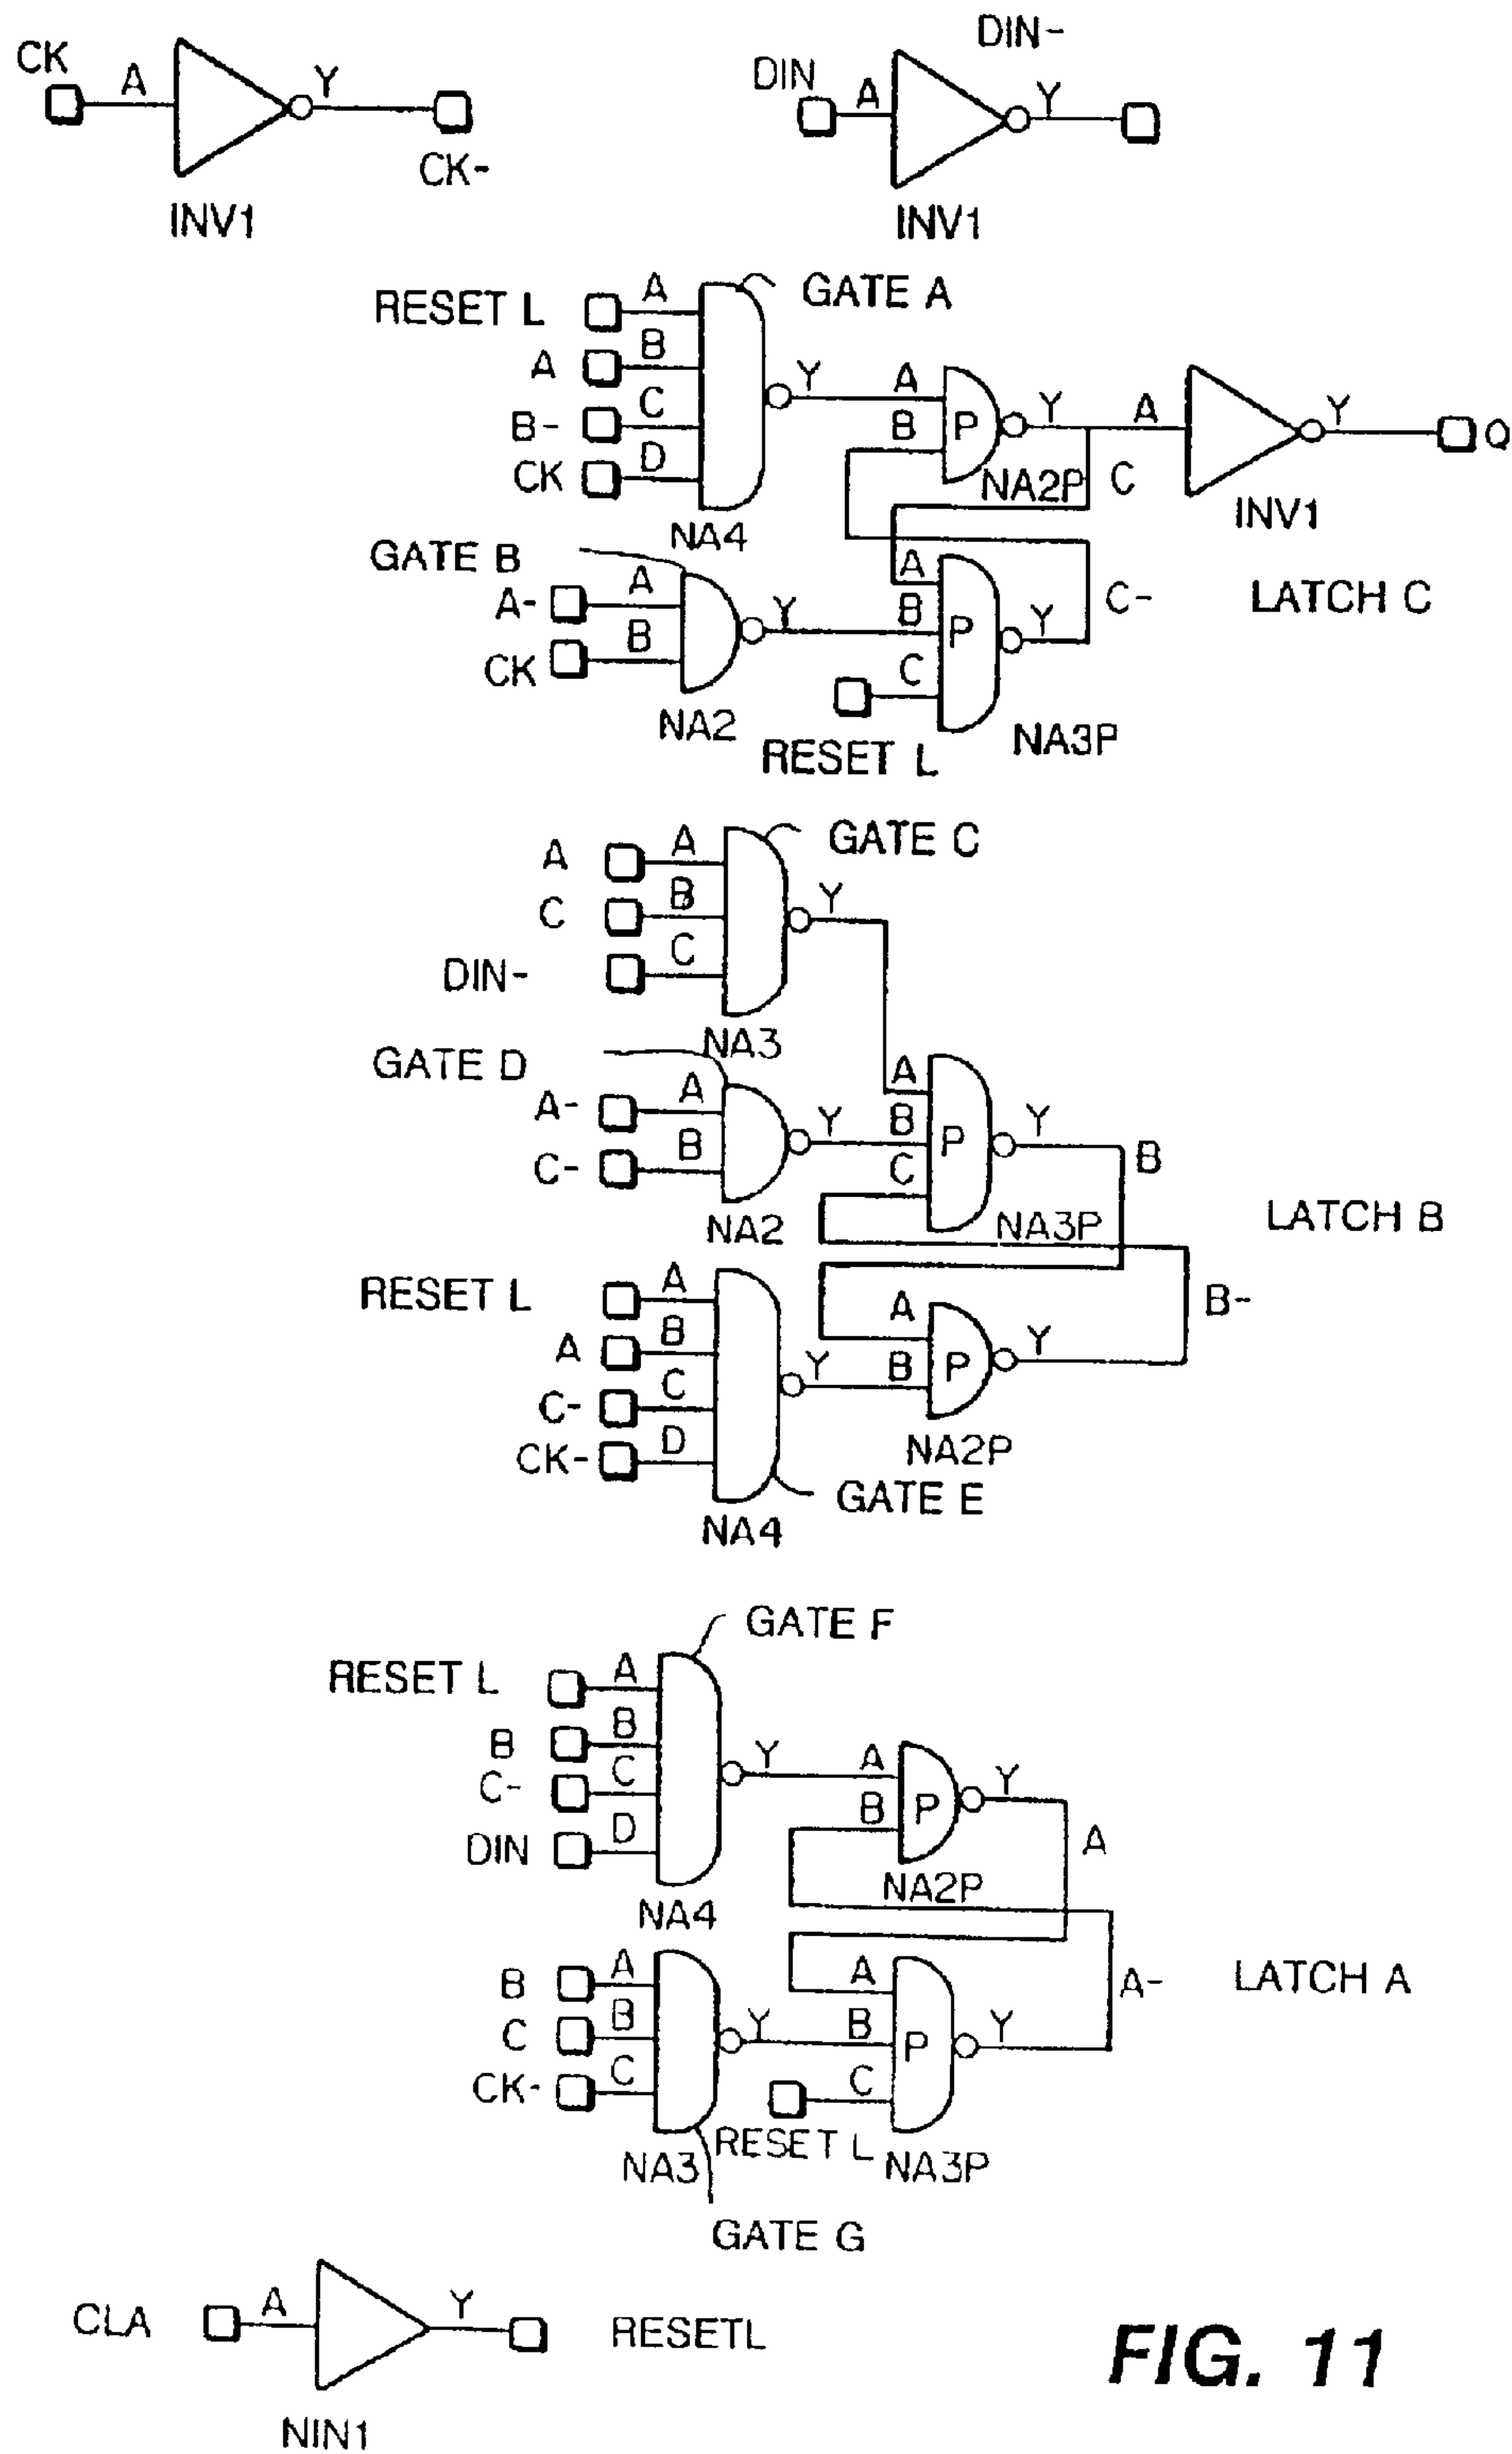 CK A Y CK-
INV1
DIN A DIN- Y
INV1
GATE A
RESET L A
A B
B- C
CK D
Y
NA4
A
B
P
Y
NA2P
C
A
Y
Q
INV1
GATE B
A- A
CK B
Y
NA2
A
B
C
P
Y
C-
RESET L
NA3P
LATCH C
GATE C
A A
C B
DIN- C
Y
NA3
GATE D
A- A
C- B
Y
NA2
A
B
C
P
Y
B
NA3P
LATCH B
RESET L A
A B
C- C
CK- D
Y
NA4
GATE E
A
B
P
Y
B-
NA2P
GATE F
RESET L A
B B
C- C
DIN D
Y
NA4
A
B
P
Y
A
NA2P
B A
C B
CK- C
Y
NA3
GATE G
A
B
C
P
Y
A-
RESET L
NA3P
LATCH A
CLA A Y RESETL
NIN1
FIG. 11